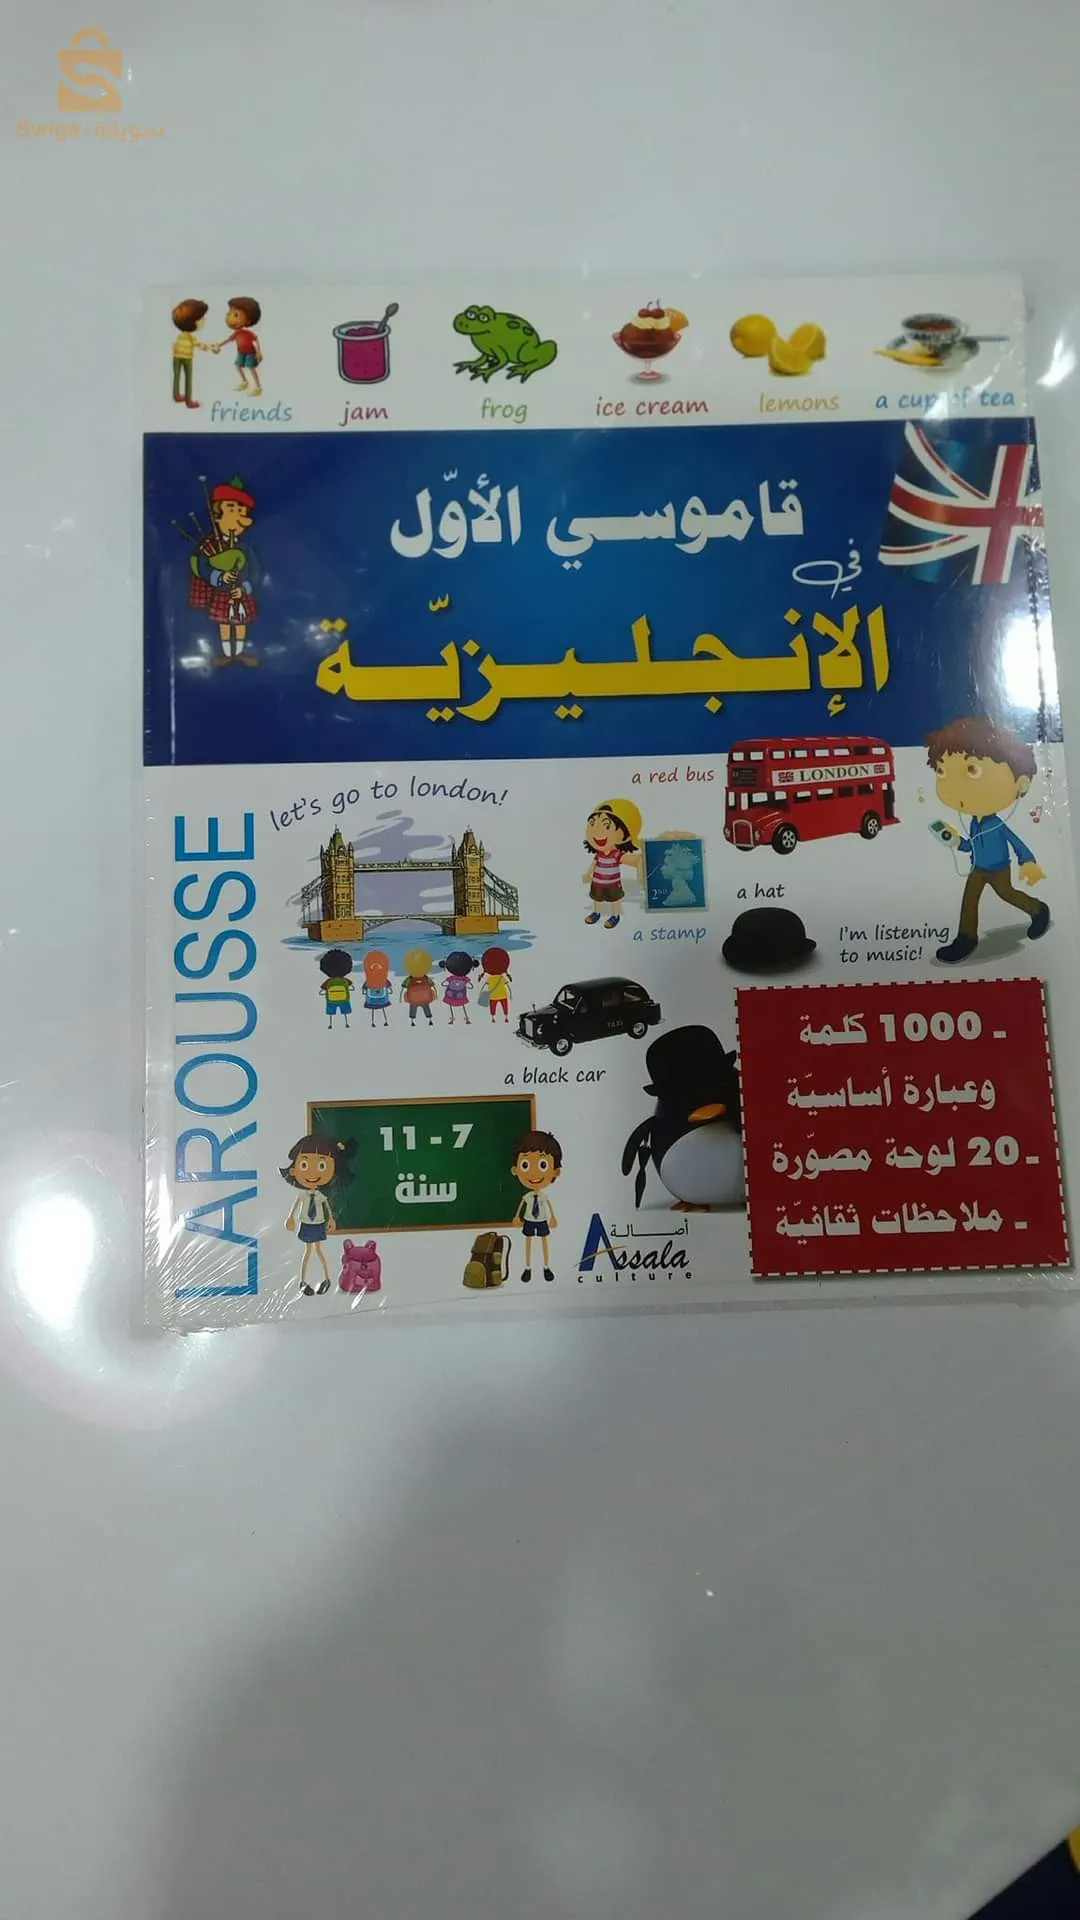 Swiga | سويقة
friends
jam
frog
ice cream
lemons
a cup of tea
قاموسي الأوّل
في
الإنجليزيّة
let's go to london!
a red bus
LONDON
2ND
a stamp
a hat
I'm listening
to music!
TAXI
a black car
LAROUSSE
7 - 11
سنة
أصالة
Assala
culture
- 1000 كلمة
وعبارة أساسيّة
- 20 لوحة مصوّرة
- ملاحظات ثقافيّة